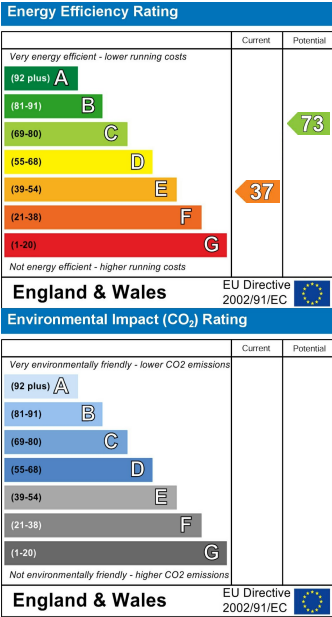 Energy Efficiency Rating
Current Potential
Very energy efficient - lower running costs
(92 plus) A
(81-91) B
(69-80) C
73
(55-68) D
(39-54) E
37
(21-38) F
(1-20) G
Not energy efficient - higher running costs
England & Wales
EU Directive
2002/91/EC
Environmental Impact (CO₂) Rating
Current Potential
Very environmentally friendly - lower CO2 emissions
(92 plus) A
(81-91) B
(69-80) C
(55-68) D
(39-54) E
(21-38) F
(1-20) G
Not environmentally friendly - higher CO2 emissions
England & Wales
EU Directive
2002/91/EC